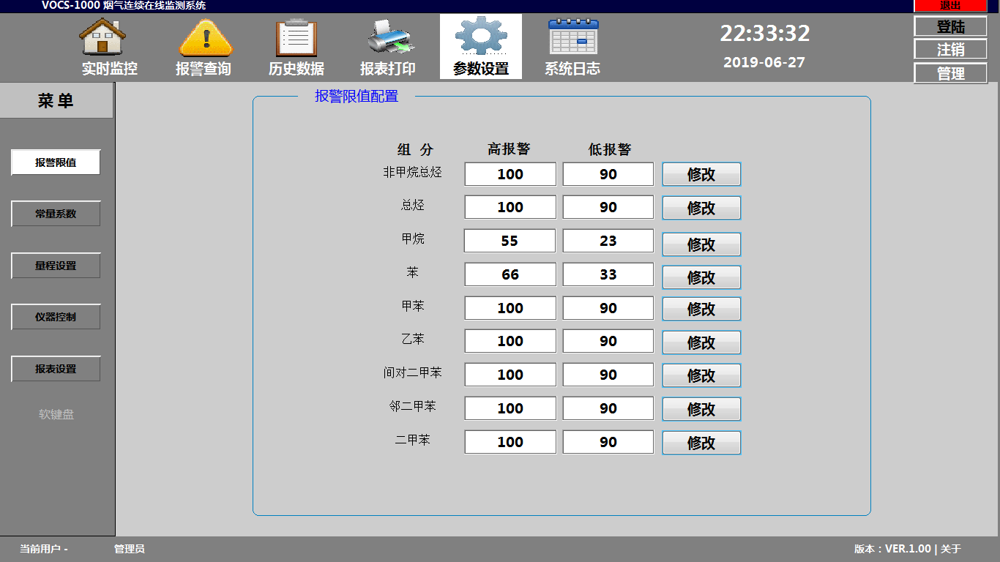 VOCS-1000 烟气连续在线监测系统
退出
实时监控 报警查询 历史数据 报表打印 参数设置 系统日志
22:33:32
2019-06-27
登陆
注销
管理
菜 单
报警限值
常量系数
量程设置
仪器控制
报表设置
软键盘
报警限值配置
组 分 高报警 低报警
非甲烷总烃 100 90 修改
总烃 100 90 修改
甲烷 55 23 修改
苯 66 33 修改
甲苯 100 90 修改
乙苯 100 90 修改
间对二甲苯 100 90 修改
邻二甲苯 100 90 修改
二甲苯 100 90 修改
当前用户 - 管理员 版本：VER.1.00 | 关于